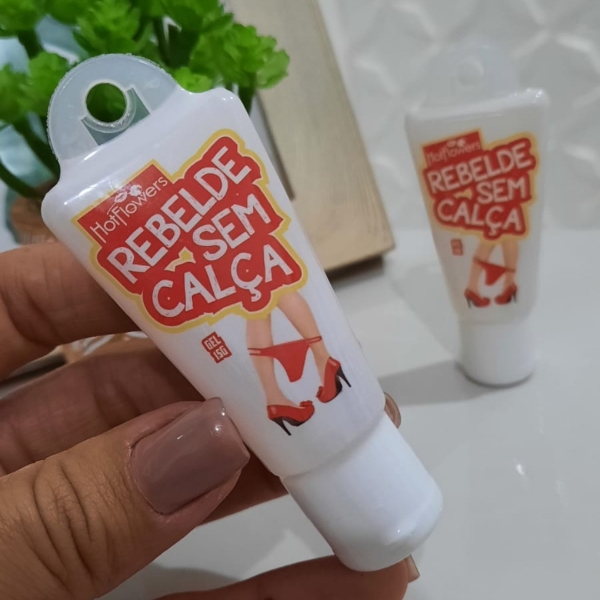 HotFlowers
REBELDE
SEM
CALÇA
GEL
15G
HotFlowers
REBELDE
SEM
CALÇA